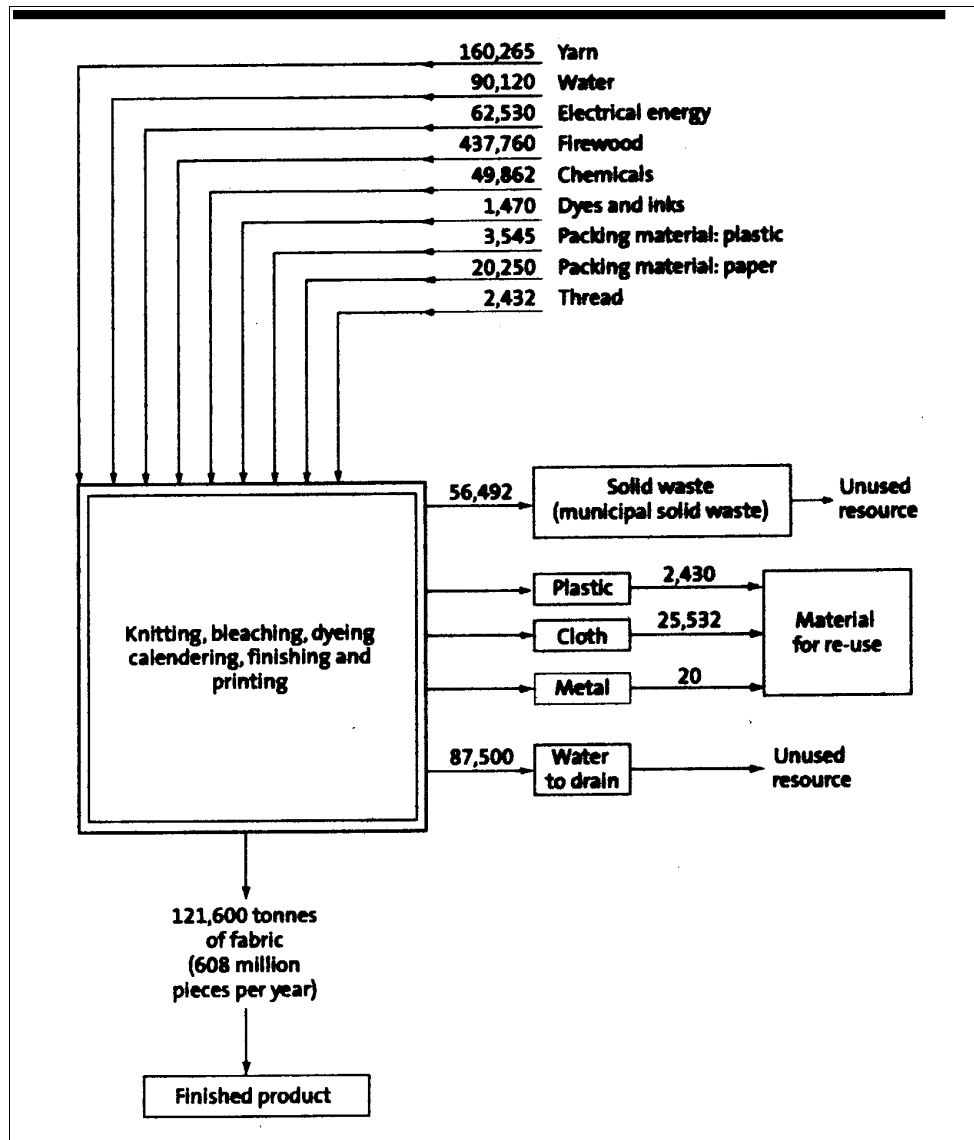 160,265 Yarn
90,120 Water
62,530 Electrical energy
437,760 Firewood
49,862 Chemicals
1,470 Dyes and inks
3,545 Packing material: plastic
20,250 Packing material: paper
2,432 Thread
56,492
Solid waste
(municipal solid waste)
Unused
resource
Knitting, bleaching, dyeing
calendering, finishing and
printing
Plastic
2,430
Cloth
25,532
Metal
20
Material
for re-use
87,500
Water
to drain
Unused
resource
121,600 tonnes
of fabric
(608 million
pieces per year)
Finished product